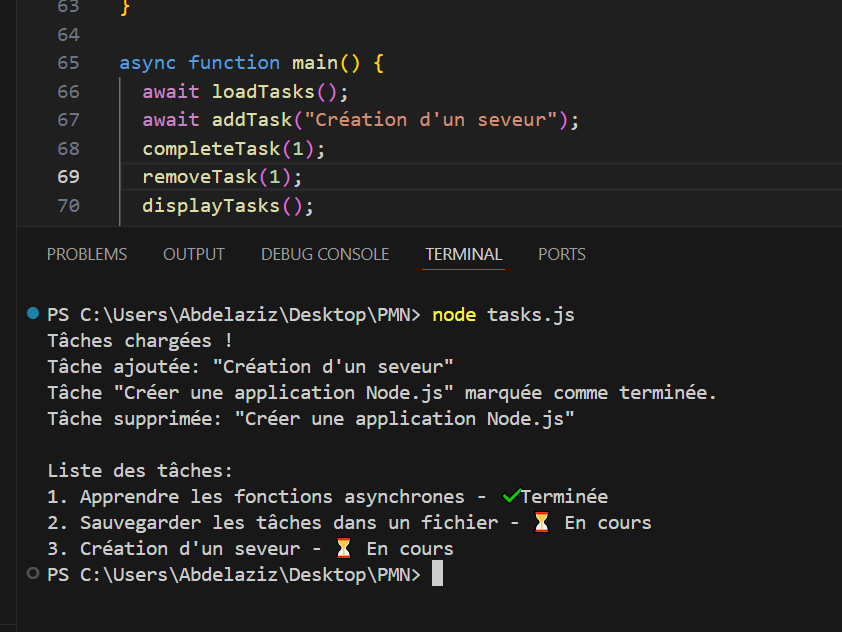 63 }
64
65 async function main() {
66 await loadTasks();
67 await addTask("Création d'un seveur");
68 completeTask(1);
69 removeTask(1);
70 displayTasks();
PROBLEMS OUTPUT DEBUG CONSOLE TERMINAL PORTS
PS C:\Users\Abdelaziz\Desktop\PMN> node tasks.js
Tâches chargées !
Tâche ajoutée: "Création d'un seveur"
Tâche "Créer une application Node.js" marquée comme terminée.
Tâche supprimée: "Créer une application Node.js"
Liste des tâches:
1. Apprendre les fonctions asynchrones - ✅Terminée
2. Sauvegarder les tâches dans un fichier - ⏳ En cours
3. Création d'un seveur - ⏳ En cours
PS C:\Users\Abdelaziz\Desktop\PMN>